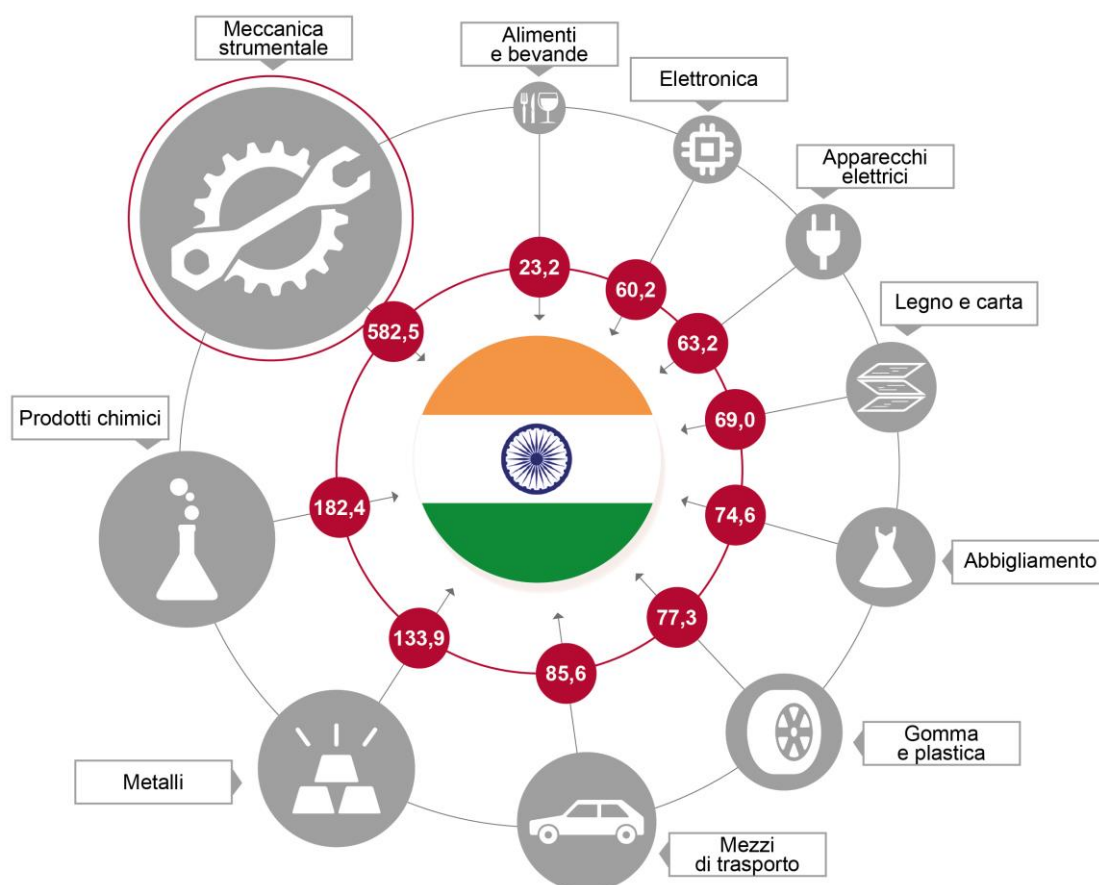 Meccanica
strumentale
Alimenti
e bevande
Elettronica
Apparecchi
elettrici
Legno e carta
Abbigliamento
Gomma
e plastica
Mezzi
di trasporto
Metalli
Prodotti chimici
23,2
60,2
63,2
69,0
74,6
77,3
85,6
133,9
182,4
582,5